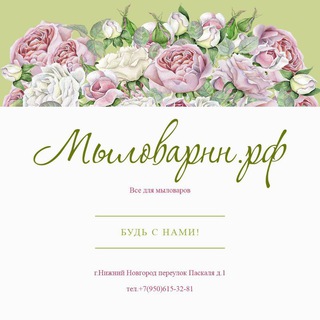 Мыловарнн.рф
Все для мыловаров
БУДЬ С НАМИ!
г.Нижний Новгород переулок Паскаля д.1
тел:+7(950)615-32-81